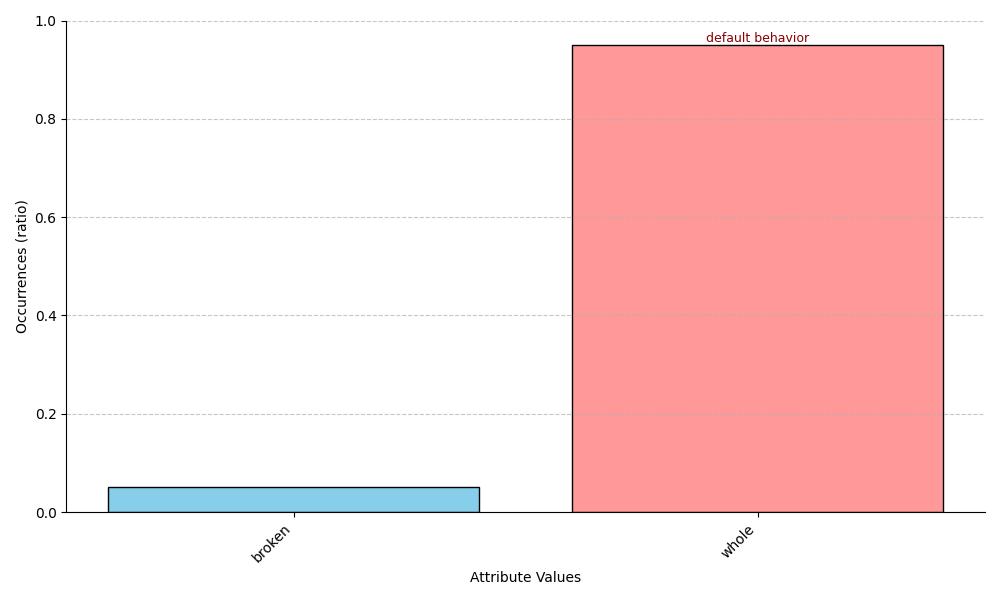 1.0
default behavior
0.8
0.6
0.4
0.2
0.0
Occurrences (ratio)
broken
whole
Attribute Values